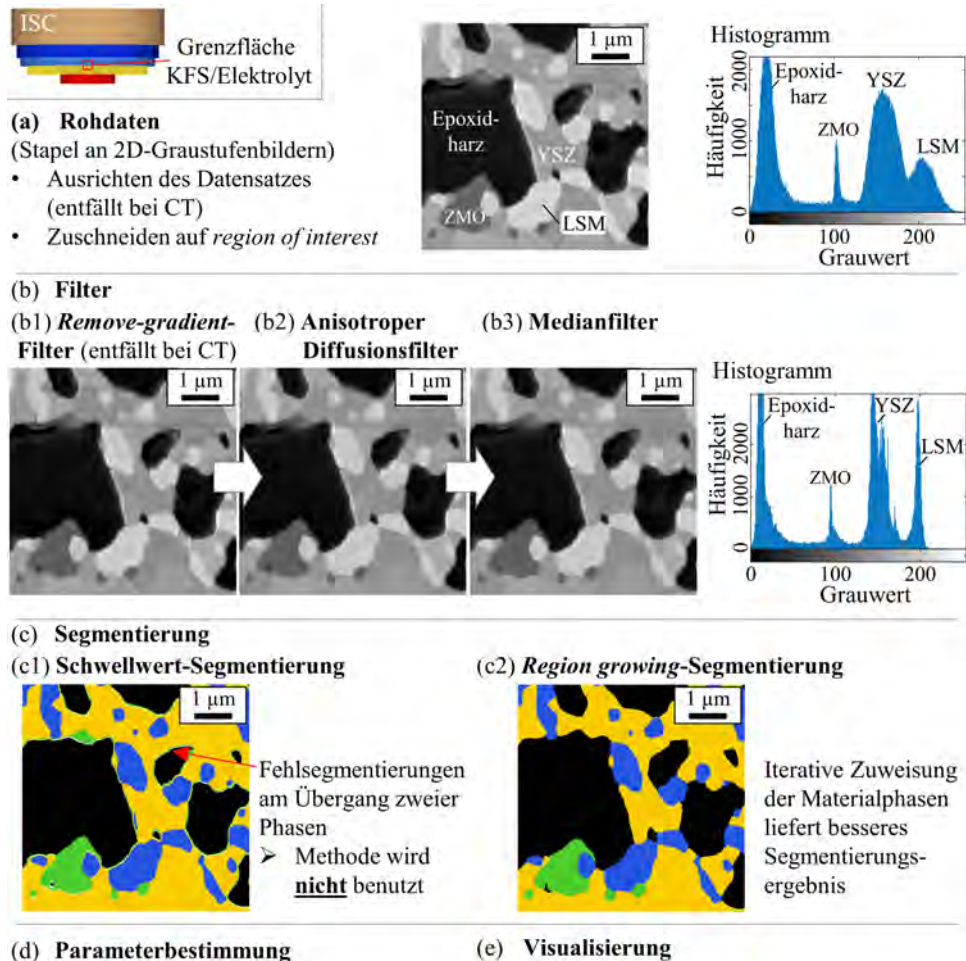 ISC
Grenzfläche
KFS/Elektrolyt
(a) Rohdaten
(Stapel an 2D-Graustufenbildern)
• Ausrichten des Datensatzes
(entfällt bei CT)
• Zuschneiden auf region of interest
1 µm
Epoxid-
harz
YSZ
ZMO
LSM
Histogramm
Häufigkeit
2000
1000
0
Epoxid-
harz
ZMO
YSZ
LSM
0 100 200
Grauwert
(b) Filter
(b1) Remove-gradient-
Filter (entfällt bei CT)
(b2) Anisotroper
Diffusionsfilter
(b3) Medianfilter
1 µm
1 µm
1 µm
Histogramm
Häufigkeit
2000
1000
0
Epoxid-
harz
ZMO
YSZ
LSM
0 100 200
Grauwert
(c) Segmentierung
(c1) Schwellwert-Segmentierung
1 µm
Fehlsegmentierungen
am Übergang zweier
Phasen
➢ Methode wird
nicht benutzt
(c2) Region growing-Segmentierung
1 µm
Iterative Zuweisung
der Materialphasen
liefert besseres
Segmentierungs-
ergebnis
(d) Parameterbestimmung
(e) Visualisierung